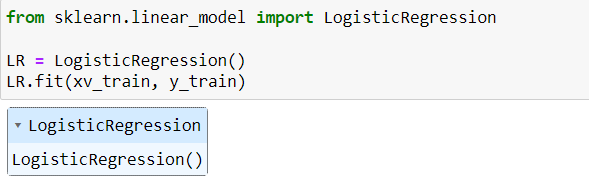 from sklearn.linear_model import LogisticRegression
LR = LogisticRegression()
LR.fit(xv_train, y_train)
▾ LogisticRegression
LogisticRegression()